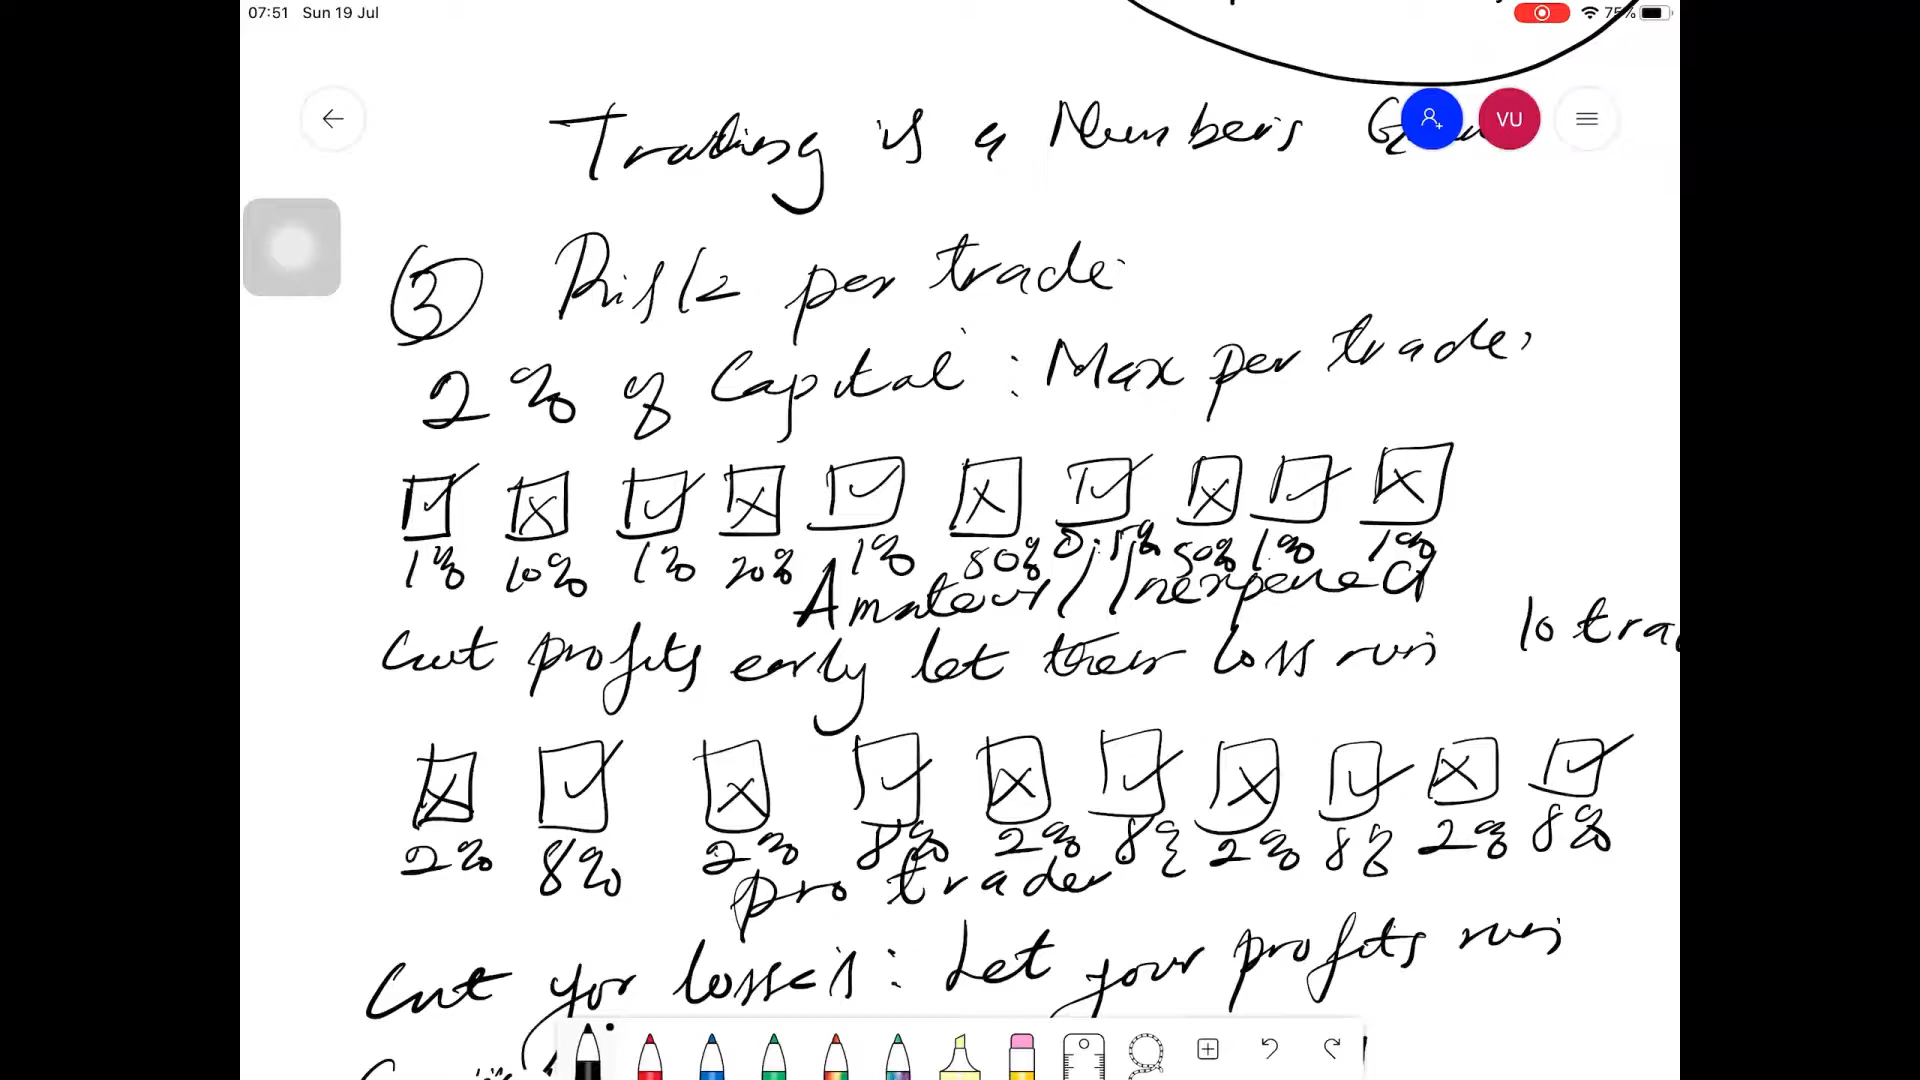 07:51 Sun 19 Jul
75%
Trading is a Numbers
VU
3 Risk per trade
2% of Capital : Max per trade
1% 10% 1% 20% 1% 50% 0.5% 50% 1% 1%
Amateur / Inexperienced
Cut profits early let their loss run
10 tra
2% 8% 2% 8% 2% 8% 2% 8% 2% 8%
pro trader
Cut your losses : Let your profits run